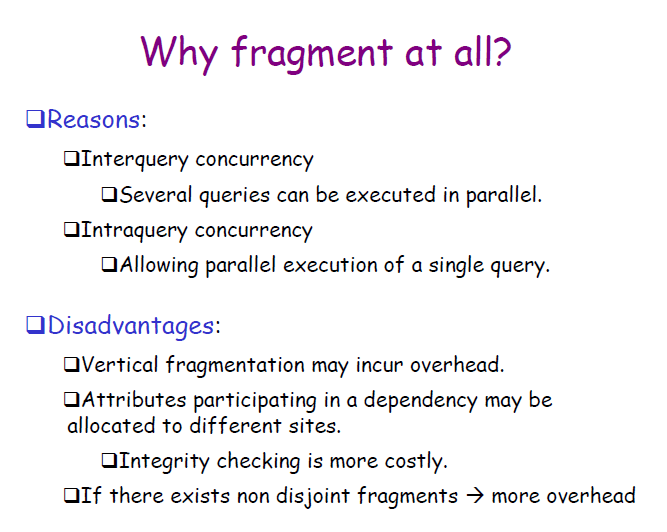 Why fragment at all?
❑Reasons:
❑Interquery concurrency
❑Several queries can be executed in parallel.
❑Intraquery concurrency
❑Allowing parallel execution of a single query.
❑Disadvantages:
❑Vertical fragmentation may incur overhead.
❑Attributes participating in a dependency may be
allocated to different sites.
❑Integrity checking is more costly.
❑If there exists non disjoint fragments → more overhead